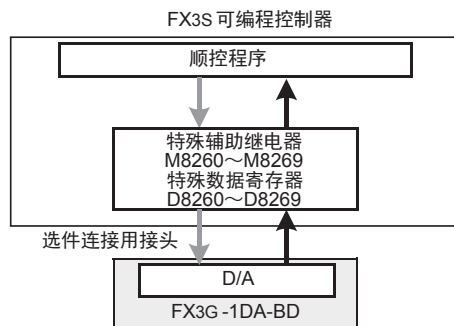 FX3S 可编程控制器
顺控程序
特殊辅助继电器
M8260～M8269
特殊数据寄存器
D8260～D8269
选件连接用接头
D/A
FX3G -1DA-BD